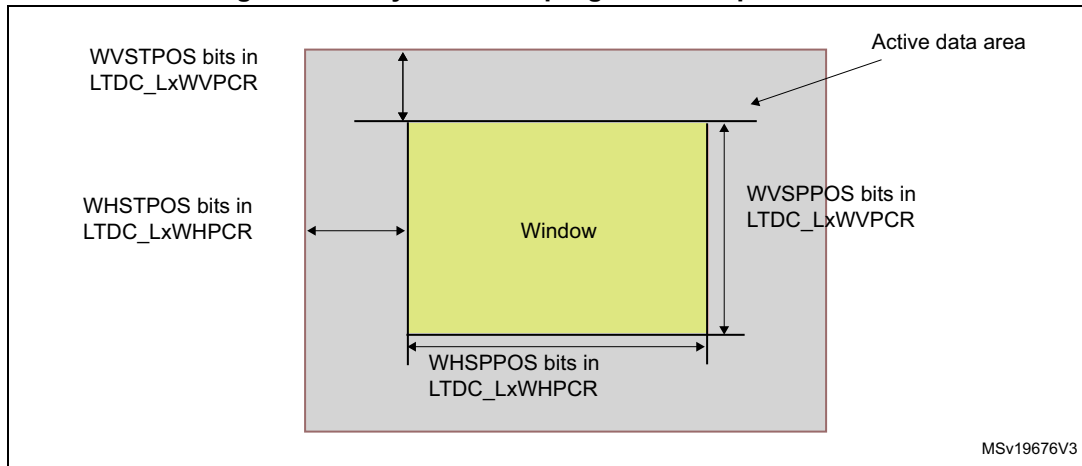 WVSTPOS bits in
LTDC_LxWVPCR
Active data area
WHSTPOS bits in
LTDC_LxWHPCR
Window
WVSPPOS bits in
LTDC_LxWVPCR
WHSPPOS bits in
LTDC_LxWHPCR
MSv19676V3